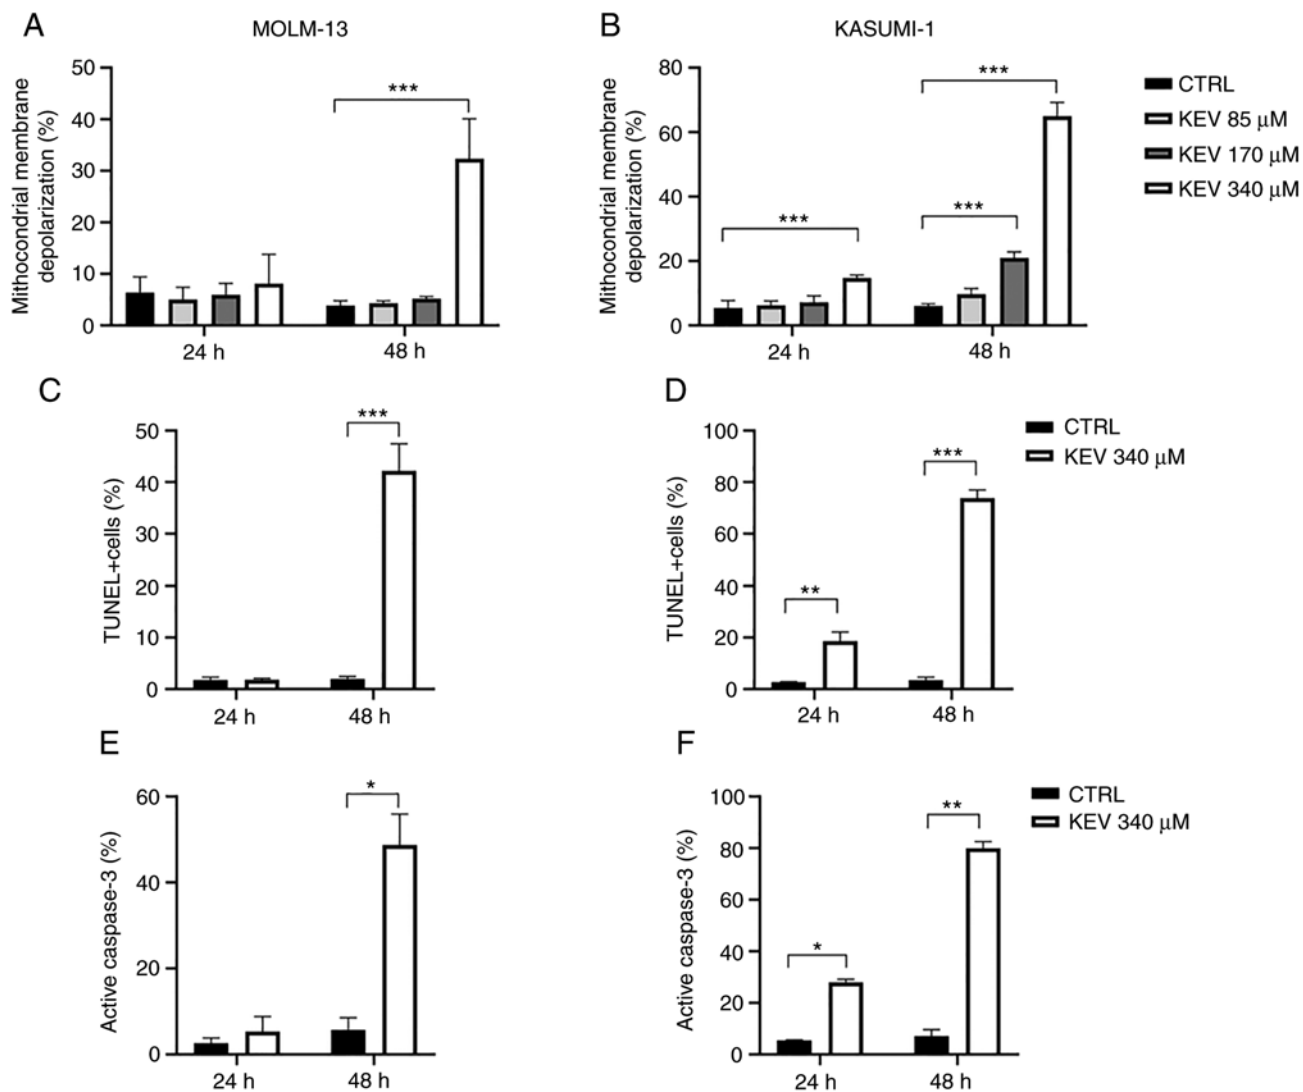 A
MOLM-13
Mithocondrial membrane
depolarization (%)
50
40
30
20
10
0
***
24 h
48 h
B
KASUMI-1
Mithocondrial membrane
depolarization (%)
80
60
40
20
0
***
***
***
24 h
48 h
CTRL
KEV 85 μM
KEV 170 μM
KEV 340 μM
C
TUNEL+cells (%)
50
40
30
20
10
0
***
24 h
48 h
D
TUNEL+cells (%)
100
80
60
40
20
0
**
***
24 h
48 h
CTRL
KEV 340 μM
E
Active caspase-3 (%)
60
40
20
0
*
24 h
48 h
F
Active caspase-3 (%)
100
80
60
40
20
0
*
**
24 h
48 h
CTRL
KEV 340 μM